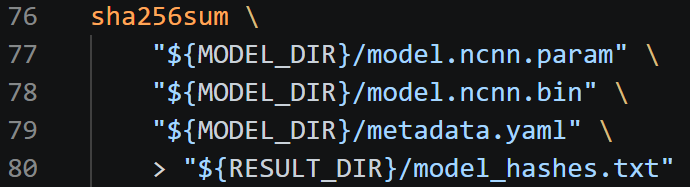 76 sha256sum \
77     "${MODEL_DIR}/model.ncnn.param" \
78     "${MODEL_DIR}/model.ncnn.bin" \
79     "${MODEL_DIR}/metadata.yaml" \
80     > "${RESULT_DIR}/model_hashes.txt"